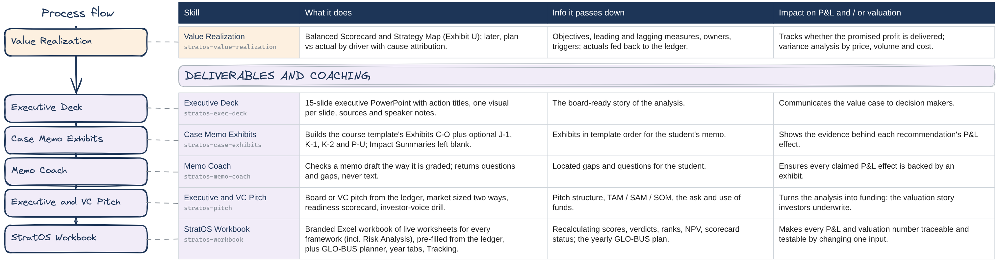 Process flow
Skill
What it does
Info it passes down
Impact on P&L and / or valuation
Value Realization
Value Realization
stratos-value-realization
Balanced Scorecard and Strategy Map (Exhibit U); later, plan
vs actual by driver with cause attribution.
Objectives, leading and lagging measures, owners,
triggers; actuals fed back to the ledger.
Tracks whether the promised profit is delivered;
variance analysis by price, volume and cost.
DELIVERABLES AND COACHING
Executive Deck
Executive Deck
stratos-exec-deck
15-slide executive PowerPoint with action titles, one visual
per slide, sources and speaker notes.
The board-ready story of the analysis.
Communicates the value case to decision makers.
Case Memo Exhibits
Case Memo Exhibits
stratos-case-exhibits
Builds the course template's Exhibits C-O plus optional J-1,
K-1, K-2 and P-U; Impact Summaries left blank.
Exhibits in template order for the student's memo.
Shows the evidence behind each recommendation's P&L
effect.
Memo Coach
Memo Coach
stratos-memo-coach
Checks a memo draft the way it is graded; returns questions
and gaps, never text.
Located gaps and questions for the student.
Ensures every claimed P&L effect is backed by an
exhibit.
Executive and VC Pitch
Executive and VC Pitch
stratos-pitch
Board or VC pitch from the ledger, market sized two ways,
readiness scorecard, investor-voice drill.
Pitch structure, TAM / SAM / SOM, the ask and use of
funds.
Turns the analysis into funding: the valuation story
investors underwrite.
StratOS Workbook
StratOS Workbook
stratos-workbook
Branded Excel workbook of live worksheets for every
framework (incl. Risk Analysis), pre-filled from the ledger,
plus GLO-BUS planner, year tabs, Tracking.
Recalculating scores, verdicts, ranks, NPV, scorecard
status; the yearly GLO-BUS plan.
Makes every P&L and valuation number traceable and
testable by changing one input.